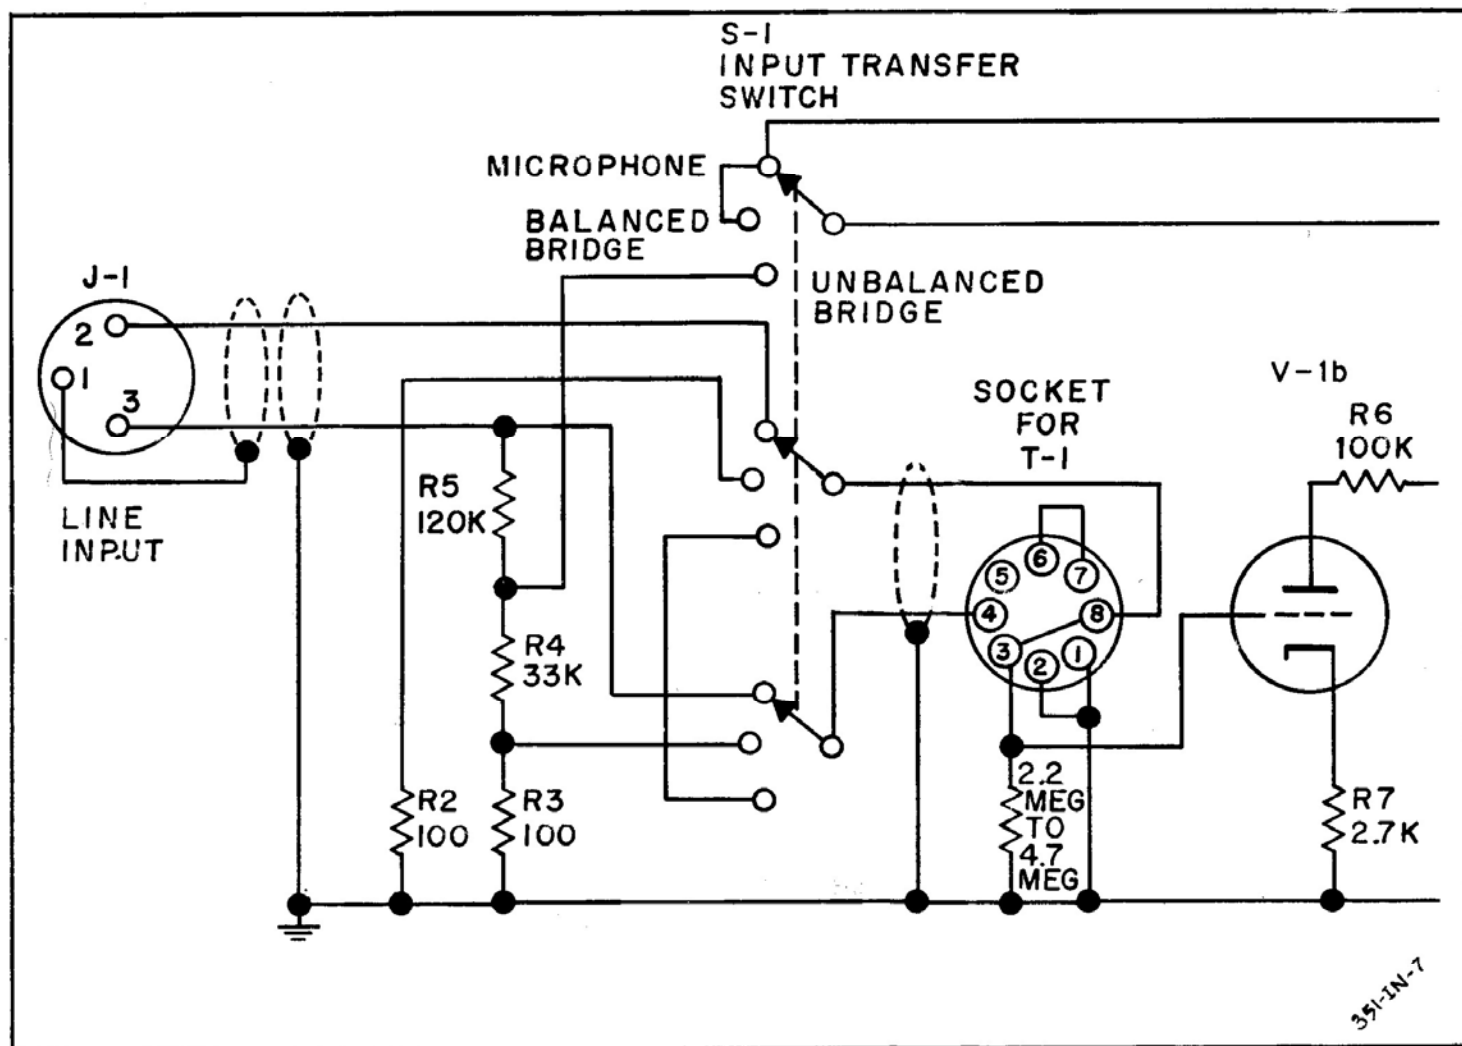 S-1
INPUT TRANSFER
SWITCH
MICROPHONE
BALANCED
BRIDGE
UNBALANCED
BRIDGE
J-1
2
1
3
LINE
INPUT
R5
120K
R4
33K
R2
100
R3
100
SOCKET
FOR
T-1
6
5
7
4
8
3
2
1
2.2
MEG
TO
4.7
MEG
V-1b
R6
100K
R7
2.7K
351-IN-7